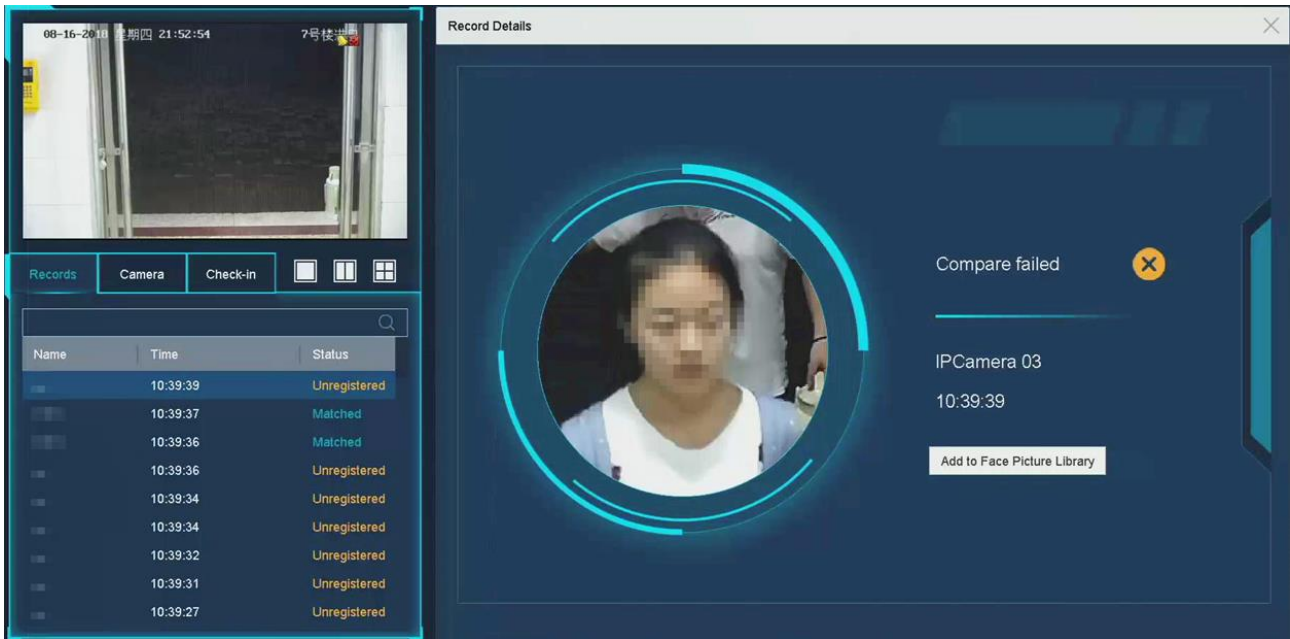 08-16-2018 星期四 21:52:54
7号楼
Records
Camera
Check-in
Name Time Status
10:39:39 Unregistered
10:39:37 Matched
10:39:36 Matched
10:39:36 Unregistered
10:39:34 Unregistered
10:39:34 Unregistered
10:39:32 Unregistered
10:39:31 Unregistered
10:39:27 Unregistered
Record Details
Compare failed
IPCamera 03
10:39:39
Add to Face Picture Library